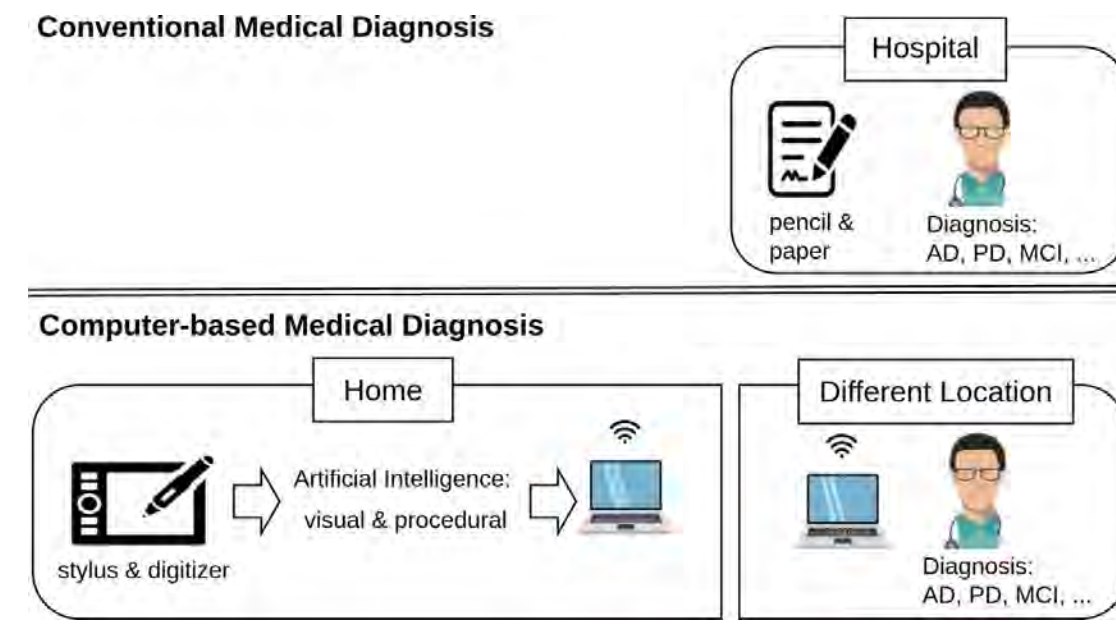 Conventional Medical Diagnosis
Hospital
pencil &
paper
Diagnosis:
AD, PD, MCI, ...
Computer-based Medical Diagnosis
Home
Different Location
Artificial Intelligence:
visual & procedural
stylus & digitizer
Diagnosis:
AD, PD, MCI, ...